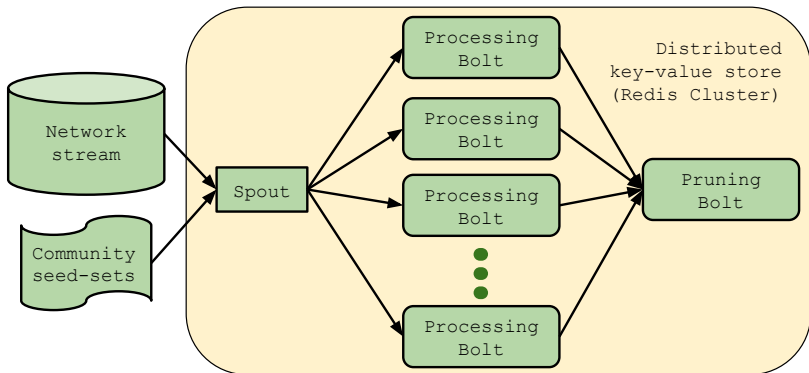 Network
stream
Community
seed-sets
Spout
Processing
Bolt
Processing
Bolt
Processing
Bolt
Processing
Bolt
Distributed
key-value store
(Redis Cluster)
Pruning
Bolt